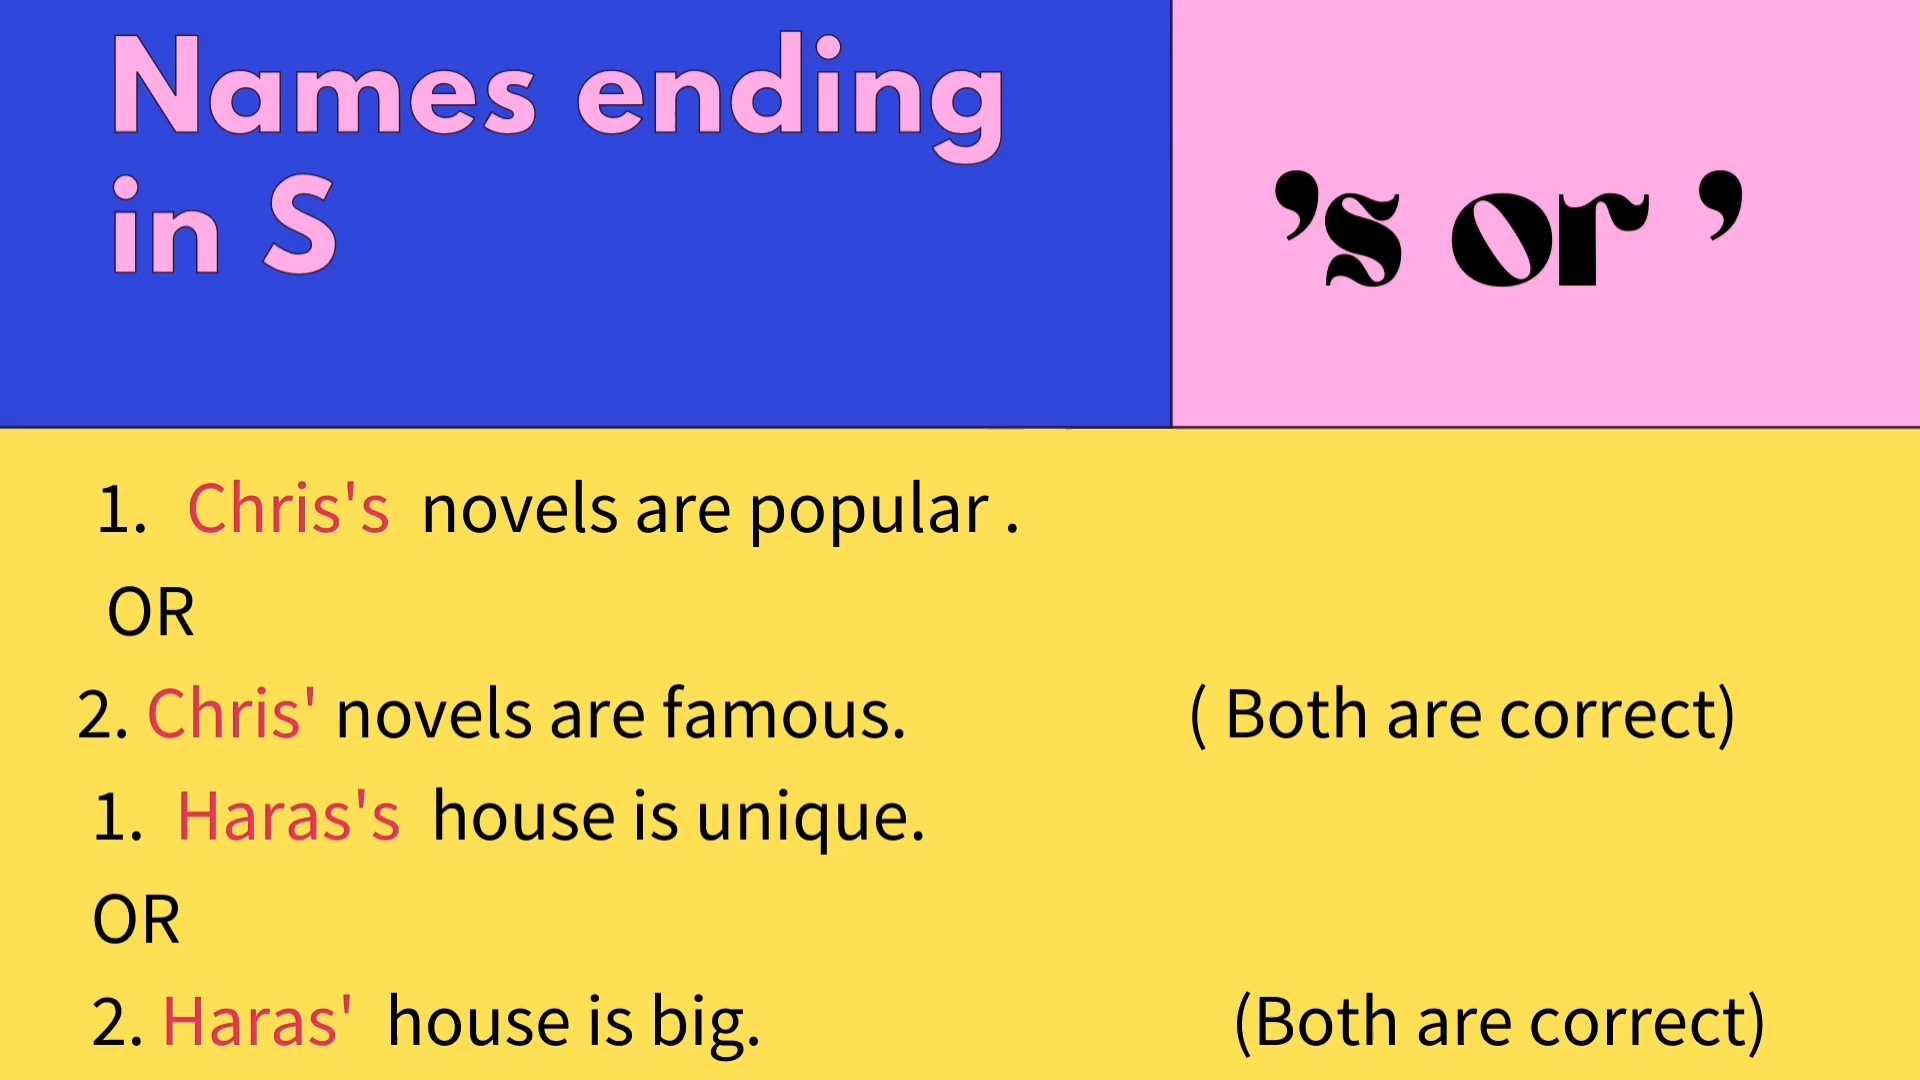 Names ending
in S
’s or ’
1. Chris's novels are popular .
OR
2. Chris' novels are famous. ( Both are correct)
1. Haras's house is unique.
OR
2. Haras' house is big. (Both are correct)